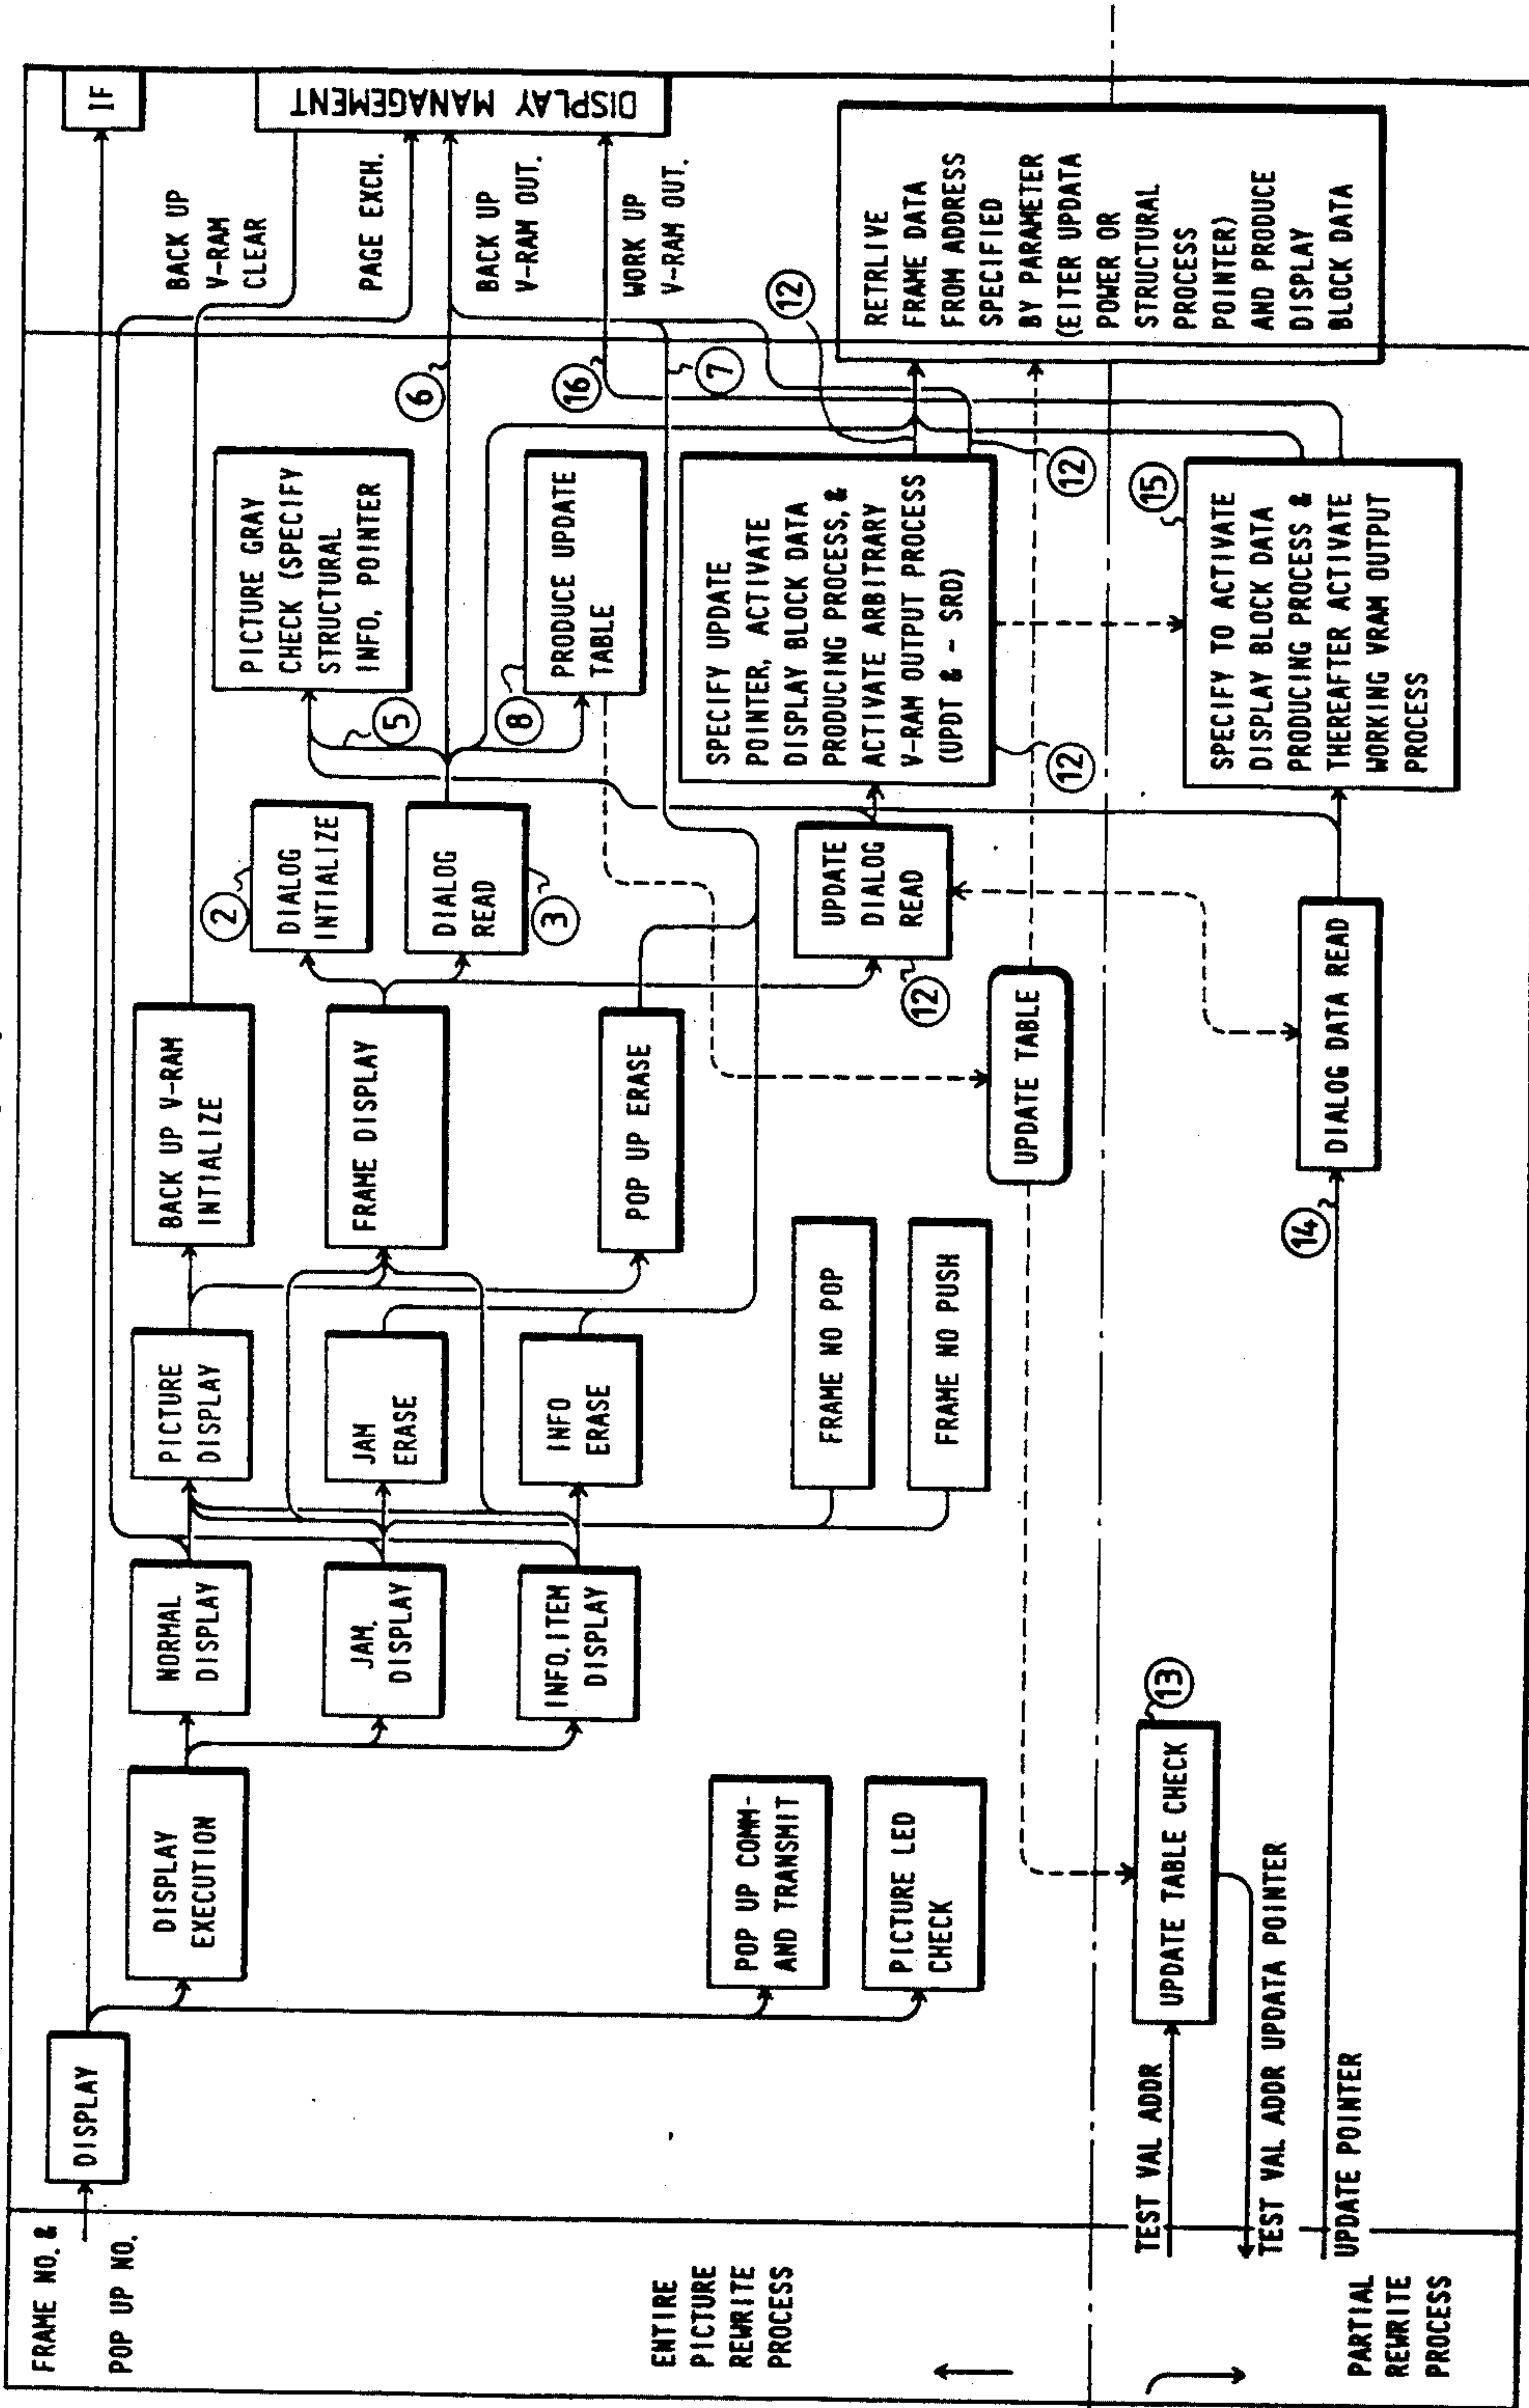 FRAME NO. &
POP UP NO.
ENTIRE
PICTURE
REWRITE
PROCESS
PARTIAL
REWRITE
PROCESS
DISPLAY
TEST VAL ADDR
TEST VAL ADDR UPDATA POINTER
UPDATE POINTER
DISPLAY
EXECUTION
POP UP COMM-
AND TRANSMIT
PICTURE LED
CHECK
UPDATE TABLE CHECK
13
NORMAL
DISPLAY
JAM.
DISPLAY
INFO.ITEM
DISPLAY
PICTURE
DISPLAY
JAM
ERASE
INFO
ERASE
FRAME NO POP
FRAME NO PUSH
BACK UP V-RAM
INTIALIZE
FRAME DISPLAY
POP UP ERASE
UPDATE TABLE
14
DIALOG DATA READ
2
DIALOG
INTIALIZE
DIALOG
READ
3
UPDATE
DIALOG
READ
12
PICTURE GRAY
CHECK (SPECIFY
STRUCTURAL
INFO, POINTER
5
8
PRODUCE UPDATE
TABLE
SPECIFY UPDATE
POINTER, ACTIVATE
DISPLAY BLOCK DATA
PRODUCING PROCESS, &
ACTIVATE ARBITRARY
V-RAM OUTPUT PROCESS
(UPDT & - SRD)
12
12
15
SPECIFY TO ACTIVATE
DISPLAY BLOCK DATA
PRODUCING PROCESS &
THEREAFTER ACTIVATE
WORKING VRAM OUTPUT
PROCESS
6
16
7
12
12
IF
DISPLAY MANAGEMENT
BACK UP
V-RAM
CLEAR
PAGE EXCH.
BACK UP
V-RAM OUT.
WORK UP
V-RAM OUT.
RETRLIVE
FRAME DATA
FROM ADDRESS
SPECIFIED
BY PARAMETER
(EITER UPDATA
POWER OR
STRUCTURAL
PROCESS
POINTER)
AND PRODUCE
DISPLAY
BLOCK DATA